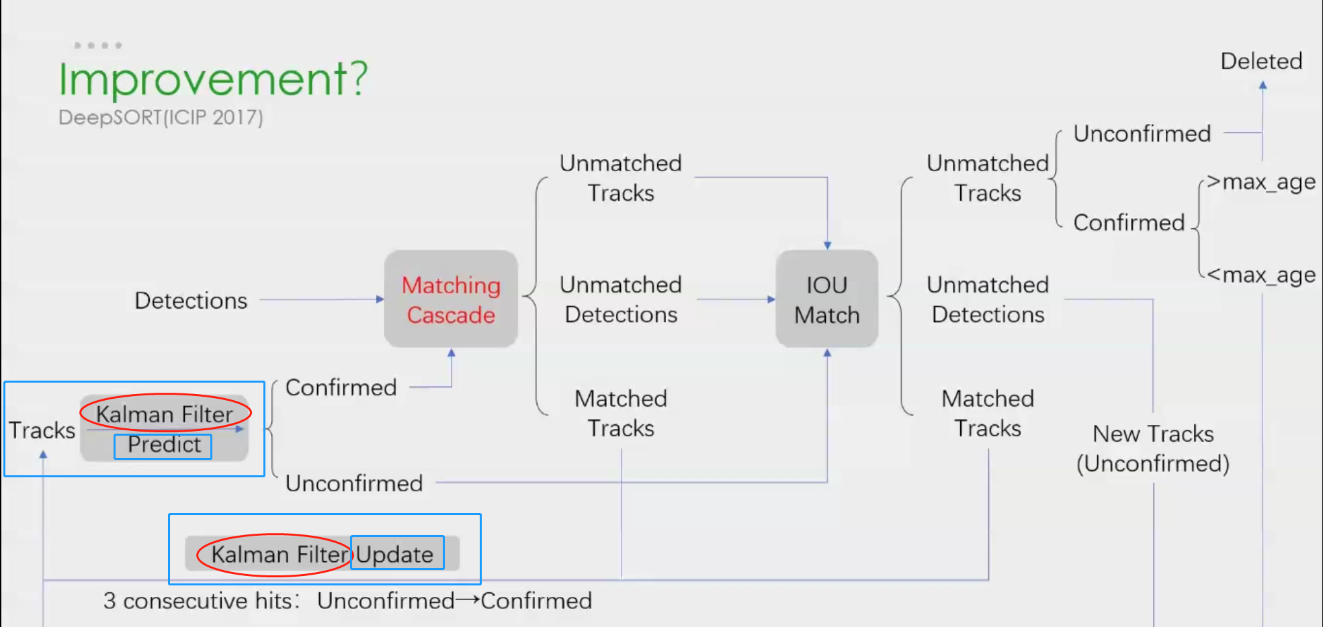 Improvement?
DeepSORT(ICIP 2017)
Deleted
Unconfirmed
Unmatched
Tracks
Unmatched
Tracks
>max_age
Confirmed
Detections
Matching
Cascade
Unmatched
Detections
IOU
Match
Unmatched
Detections
<max_age
Tracks
Kalman Filter
Predict
Confirmed
Unconfirmed
Matched
Tracks
Matched
Tracks
New Tracks
(Unconfirmed)
Kalman Filter Update
3 consecutive hits: Unconfirmed→Confirmed